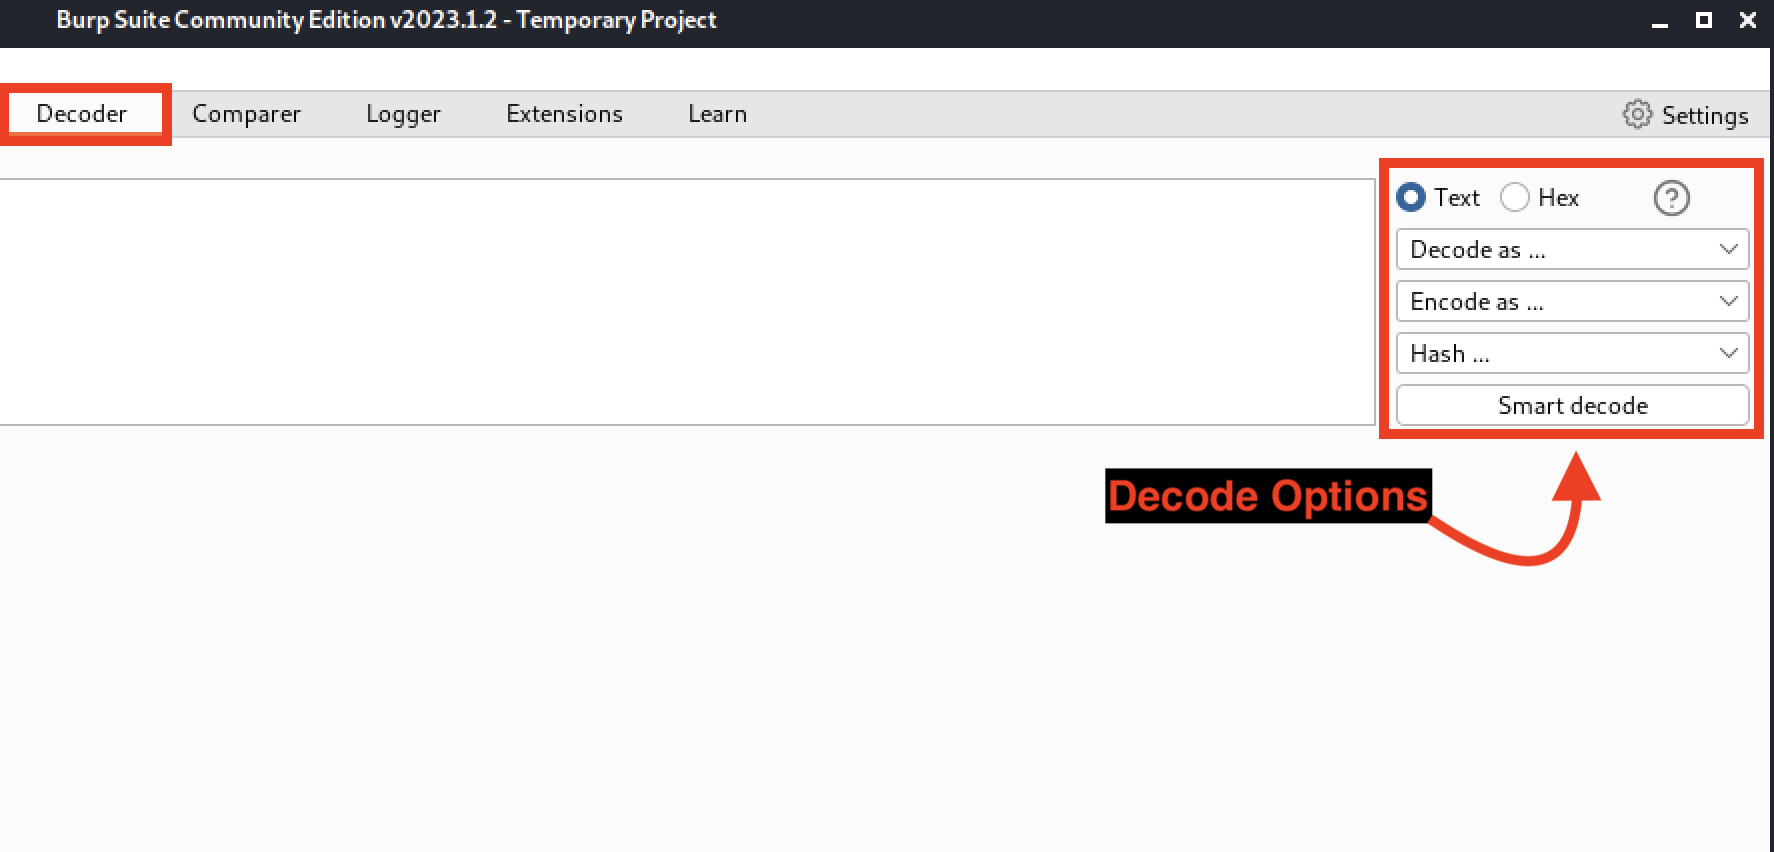 Burp Suite Community Edition v2023.1.2 - Temporary Project
Decoder Comparer Logger Extensions Learn Settings
Text Hex ?
Decode as ...
Encode as ...
Hash ...
Smart decode
Decode Options